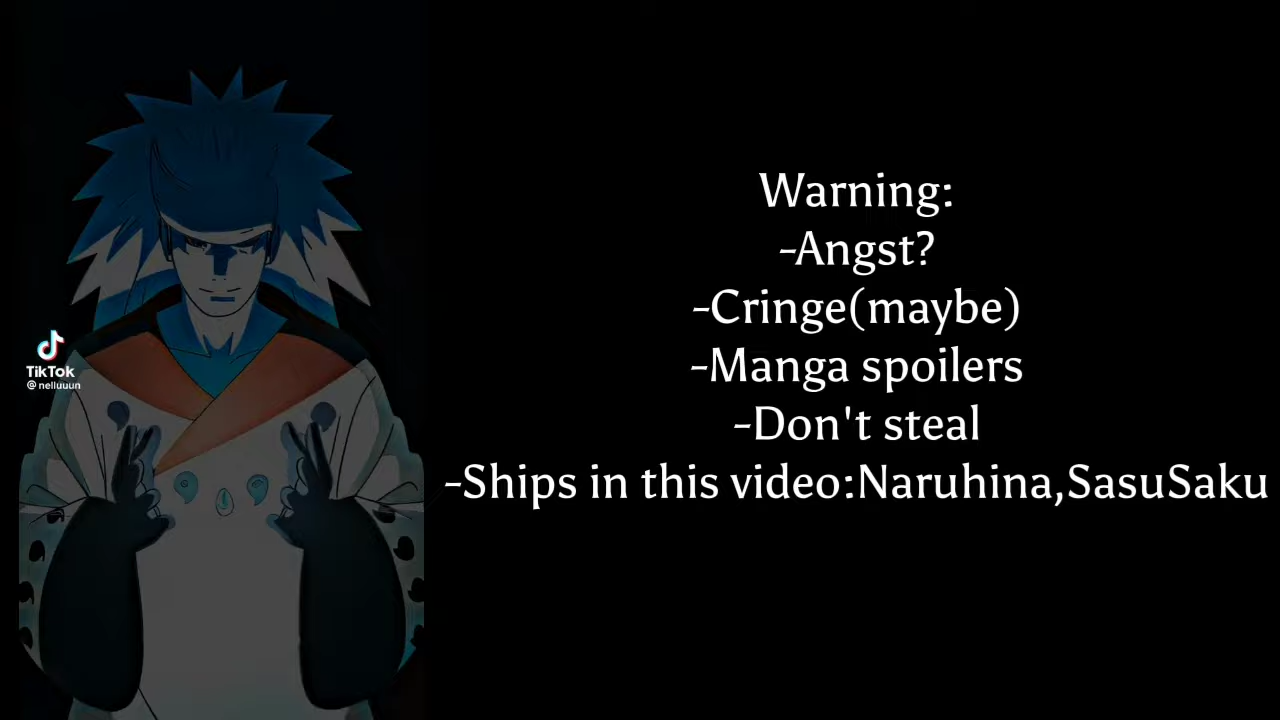 Warning:
-Angst?
-Cringe(maybe)
-Manga spoilers
-Don't steal
-Ships in this video:Naruhina,SasuSaku
TikTok
@nelluuun